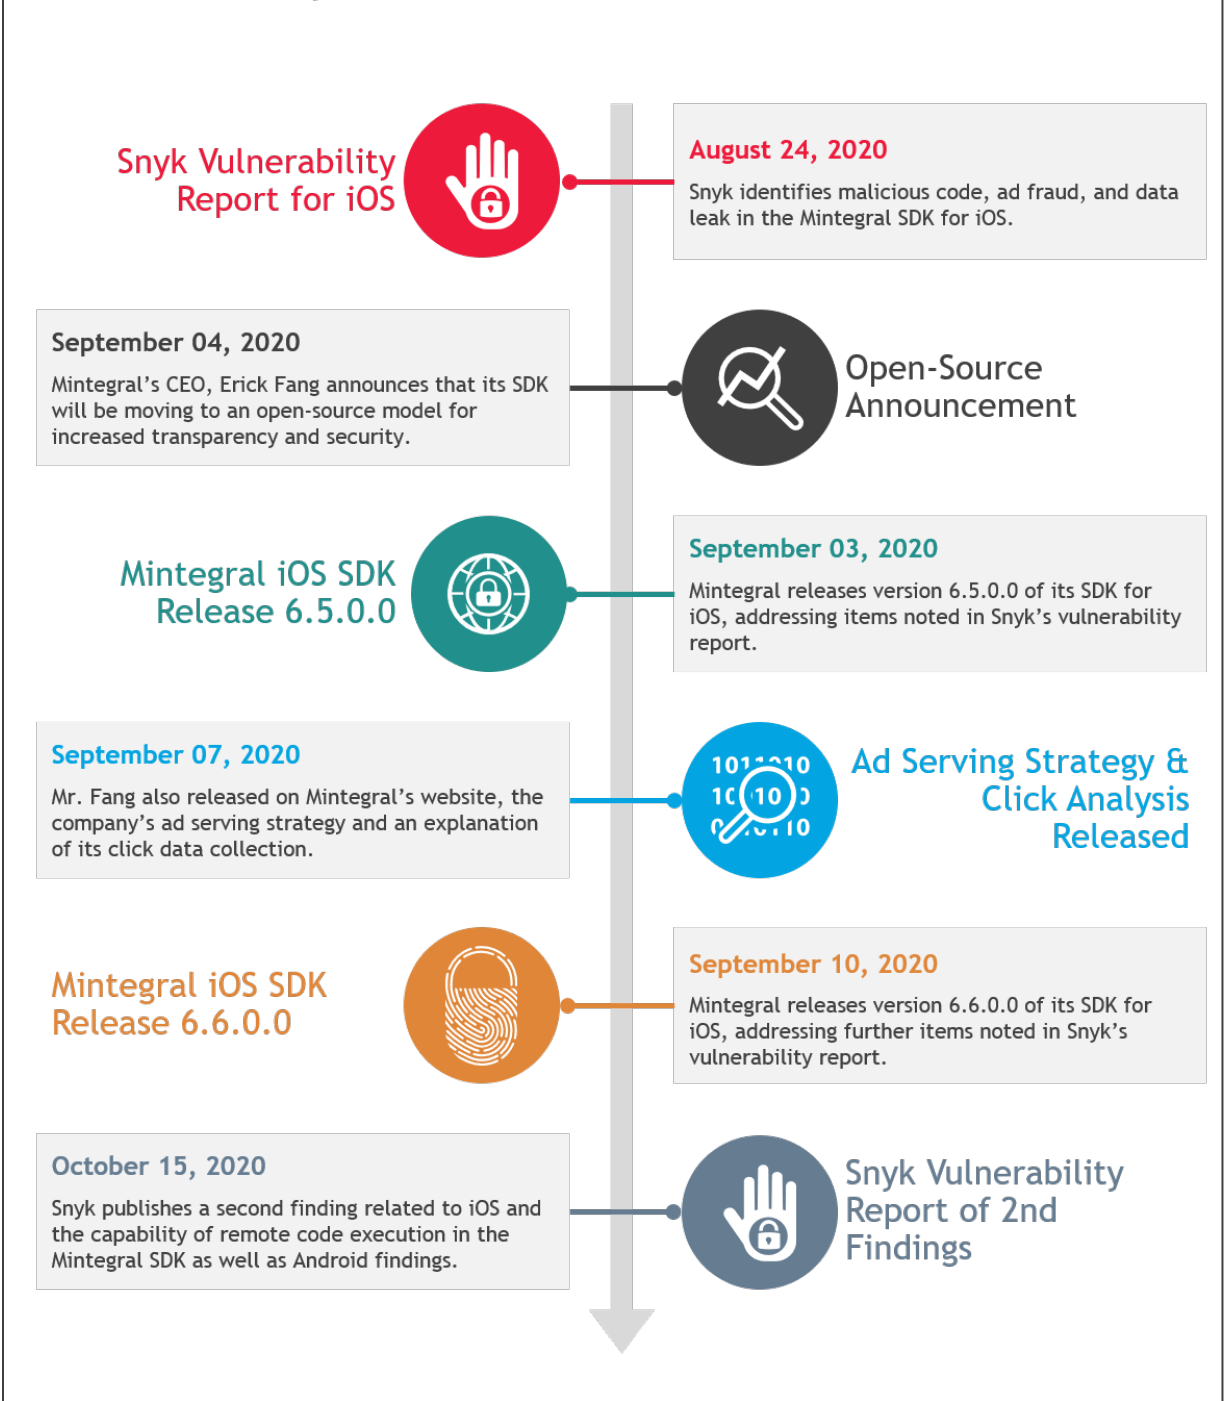 Snyk Vulnerability
Report for iOS
August 24, 2020
Snyk identifies malicious code, ad fraud, and data
leak in the Mintegral SDK for iOS.
September 04, 2020
Mintegral’s CEO, Erick Fang announces that its SDK
will be moving to an open-source model for
increased transparency and security.
Open-Source
Announcement
Mintegral iOS SDK
Release 6.5.0.0
September 03, 2020
Mintegral releases version 6.5.0.0 of its SDK for
iOS, addressing items noted in Snyk’s vulnerability
report.
September 07, 2020
Mr. Fang also released on Mintegral’s website, the
company’s ad serving strategy and an explanation
of its click data collection.
Ad Serving Strategy &
Click Analysis
Released
Mintegral iOS SDK
Release 6.6.0.0
September 10, 2020
Mintegral releases version 6.6.0.0 of its SDK for
iOS, addressing further items noted in Snyk’s
vulnerability report.
October 15, 2020
Snyk publishes a second finding related to iOS and
the capability of remote code execution in the
Mintegral SDK as well as Android findings.
Snyk Vulnerability
Report of 2nd
Findings